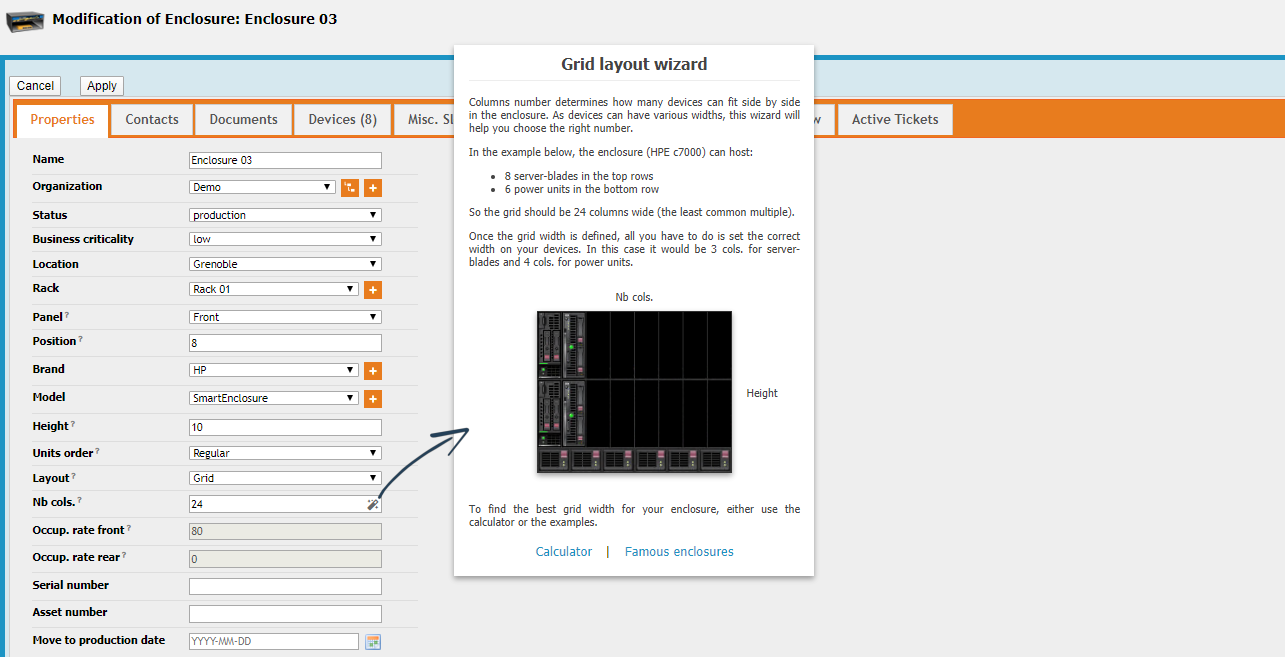 Modification of Enclosure: Enclosure 03
Cancel
Apply
Properties
Contacts
Documents
Devices (8)
Misc. Sl
w
Active Tickets
Name
Enclosure 03
Organization
Demo
Status
production
Business criticality
low
Location
Grenoble
Rack
Rack 01
Panel?
Front
Position?
8
Brand
HP
Model
SmartEnclosure
Height?
10
Units order?
Regular
Layout?
Grid
Nb cols.?
24
Occup. rate front?
80
Occup. rate rear?
0
Serial number
Asset number
Move to production date
YYYY-MM-DD
Grid layout wizard
Columns number determines how many devices can fit side by side
in the enclosure. As devices can have various widths, this wizard will
help you choose the right number.
In the example below, the enclosure (HPE c7000) can host:
• 8 server-blades in the top rows
• 6 power units in the bottom row
So the grid should be 24 columns wide (the least common multiple).
Once the grid width is defined, all you have to do is set the correct
width on your devices. In this case it would be 3 cols. for server-
blades and 4 cols. for power units.
Nb cols.
Height
To find the best grid width for your enclosure, either use the
calculator or the examples.
Calculator | Famous enclosures